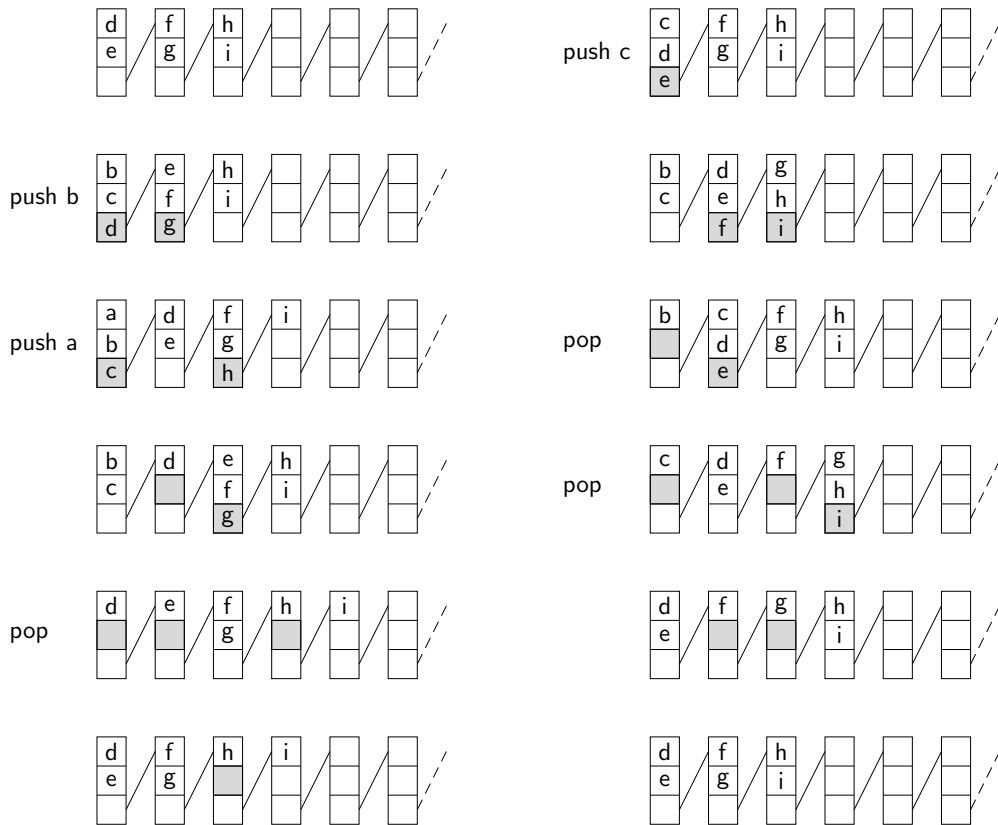 d f h
e g i
push c
c f h
d g i
e
push b
b e h
c f i
d g
b d g
c e h
f i
push a
a d f i
b e g
c h
pop
b c f h
d g i
e
b d e h
c f i
g
pop
c d f g
e h
i
pop
d e f h i
g
d f g h
e i
d f h i
e g
d f h
e g i